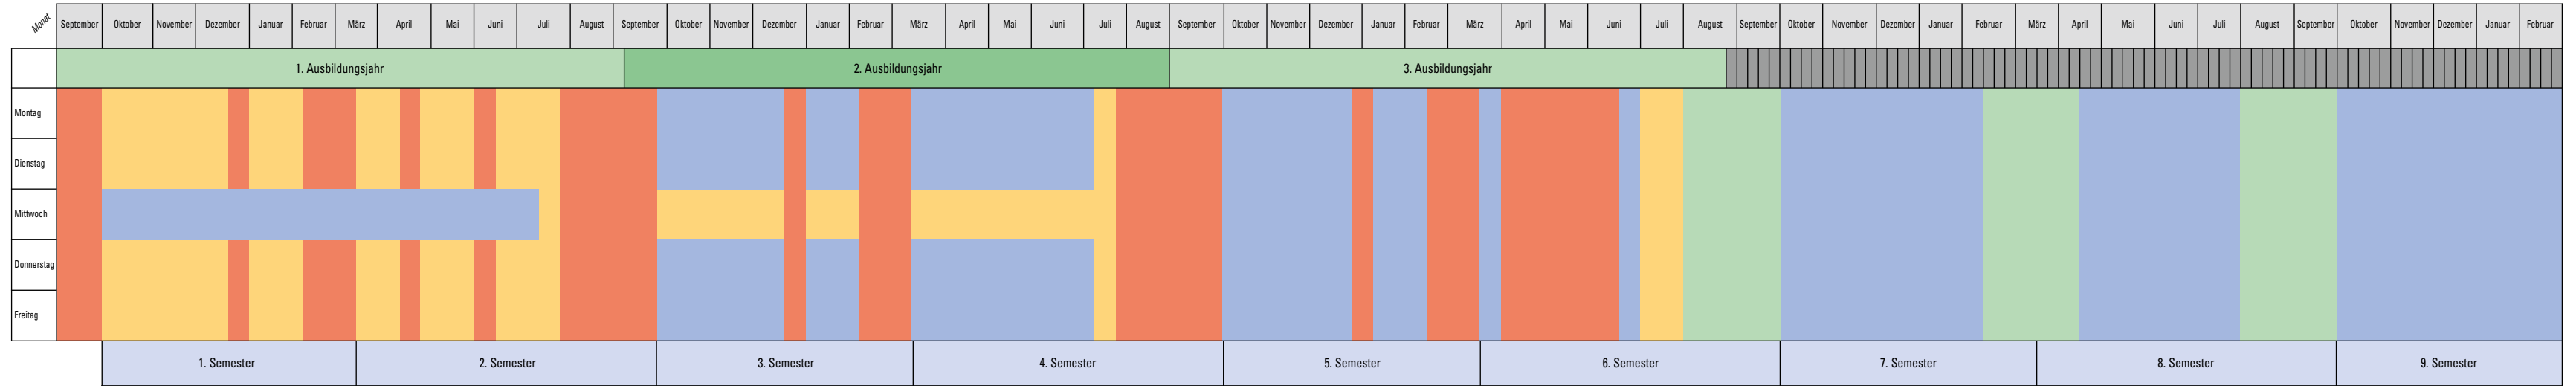 Monat September Oktober November Dezember Januar Februar März April Mai Juni Juli August September Oktober November Dezember Januar Februar März April Mai Juni Juli August September Oktober November Dezember Januar Februar März April Mai Juni Juli August September Oktober November Dezember Januar Februar März April Mai Juni Juli August September Oktober November Dezember Januar Februar
1. Ausbildungsjahr 2. Ausbildungsjahr 3. Ausbildungsjahr
Montag
Dienstag
Mittwoch
Donnerstag
Freitag
1. Semester 2. Semester 3. Semester 4. Semester 5. Semester 6. Semester 7. Semester 8. Semester 9. Semester